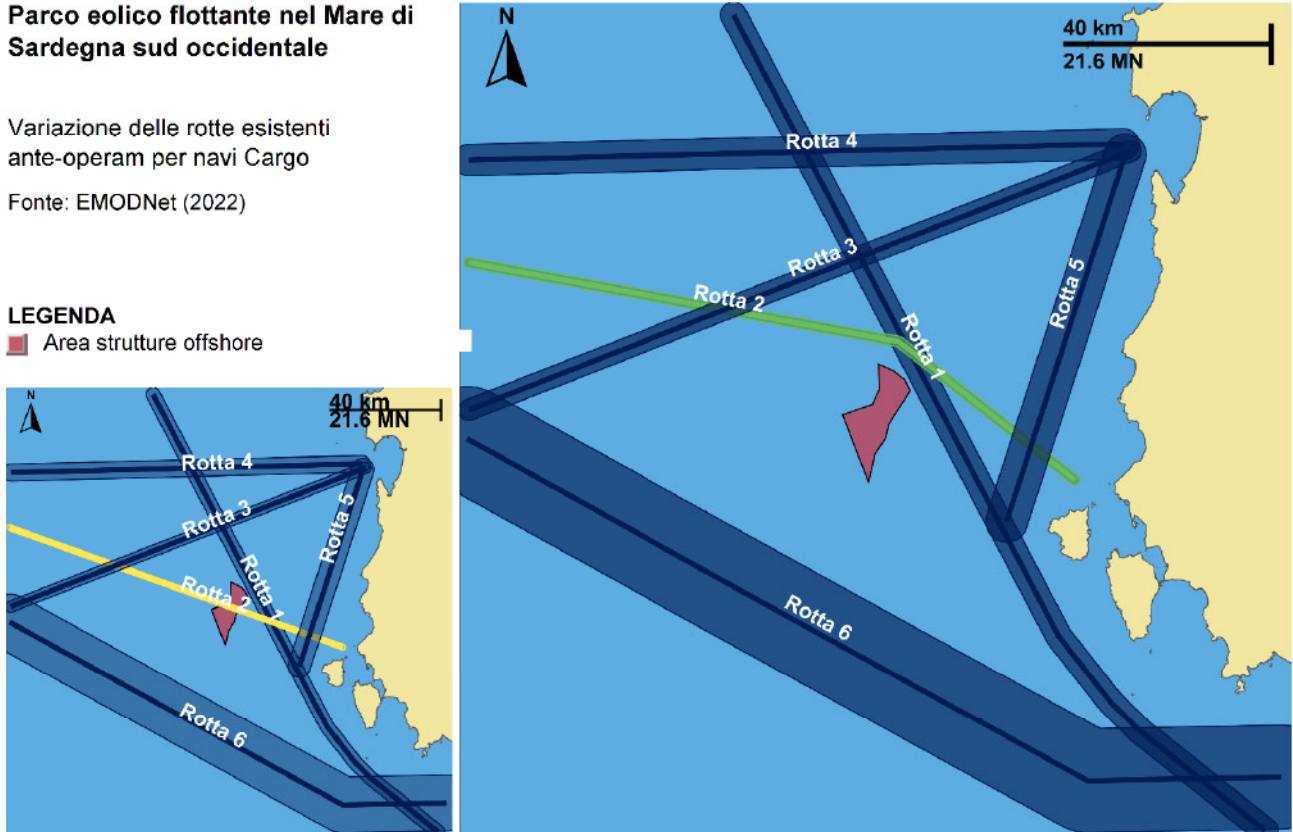 Parco eolico flottante nel Mare di
Sardegna sud occidentale
Variazione delle rotte esistenti
ante-operam per navi Cargo
Fonte: EMODNet (2022)
LEGENDA
Area strutture offshore
N
40 km
21.6 MN
Rotta 4
Rotta 3
Rotta 5
Rotta 2
Rotta 1
Rotta 6
N
40 km
21.6 MN
Rotta 4
Rotta 3
Rotta 5
Rotta 2
Rotta 1
Rotta 6